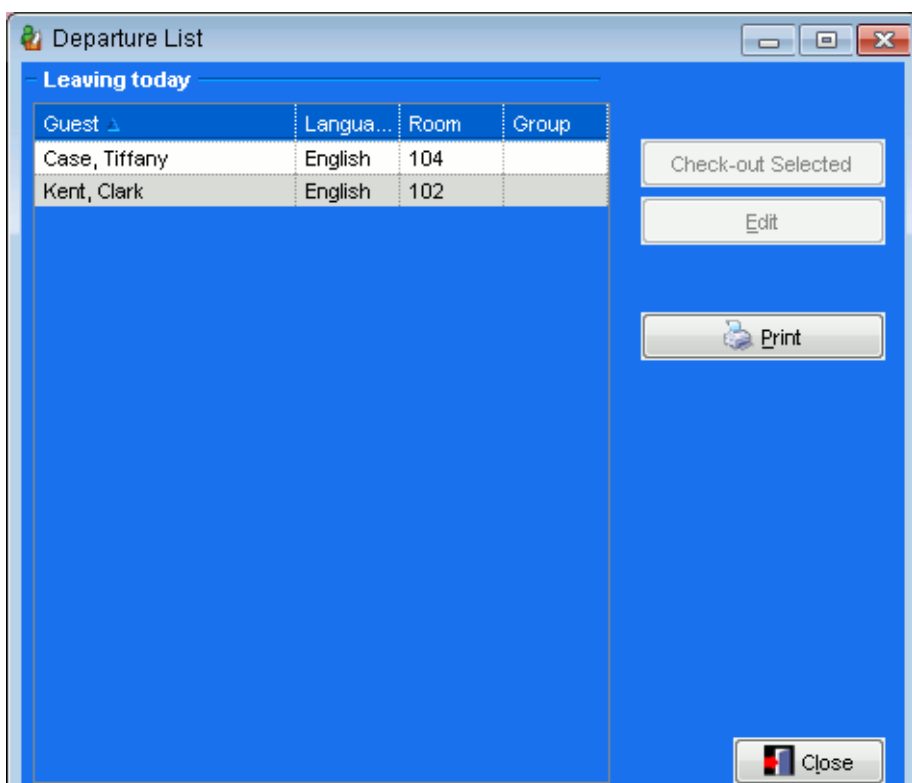 Departure List
Leaving today
Guest Langua... Room Group
Case, Tiffany English 104
Kent, Clark English 102
Check-out Selected
Edit
Print
Close